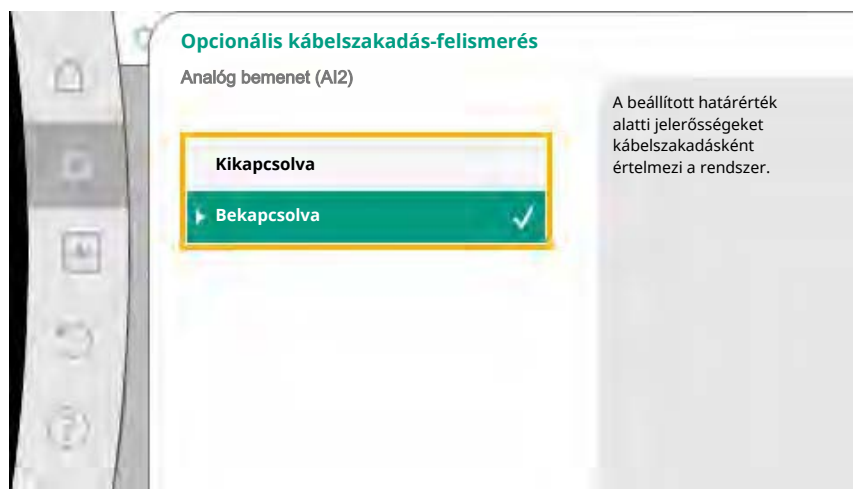 Opcionális kábelszakadás-felismerés
Analóg bemenet (AI2)
A beállított határérték
alatti jelerősségeket
kábelszakadásként
értelmezi a rendszer.
Kikapcsolva
Bekapcsolva